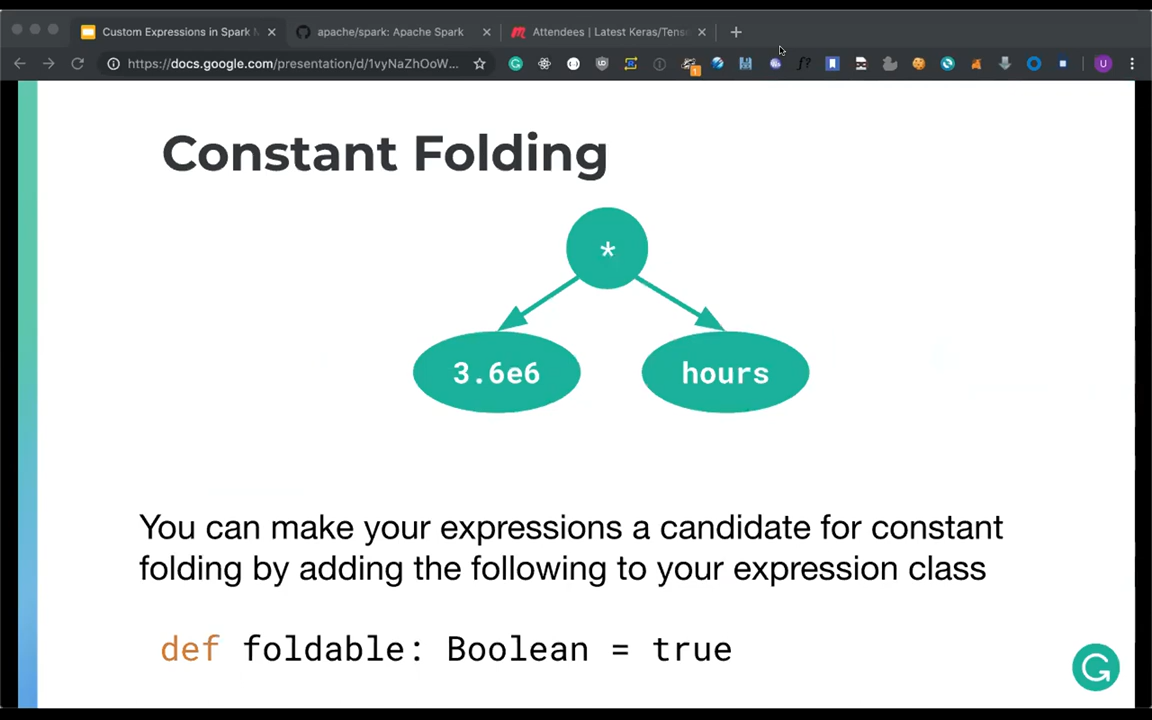 Custom Expressions in Spark
apache/spark: Apache Spark
Attendees | Latest Keras/Tens
https://docs.google.com/presentation/d/1vyNaZhOoW...
1
U
Constant Folding
*
3.6e6 hours
You can make your expressions a candidate for constant
folding by adding the following to your expression class
def foldable: Boolean = true